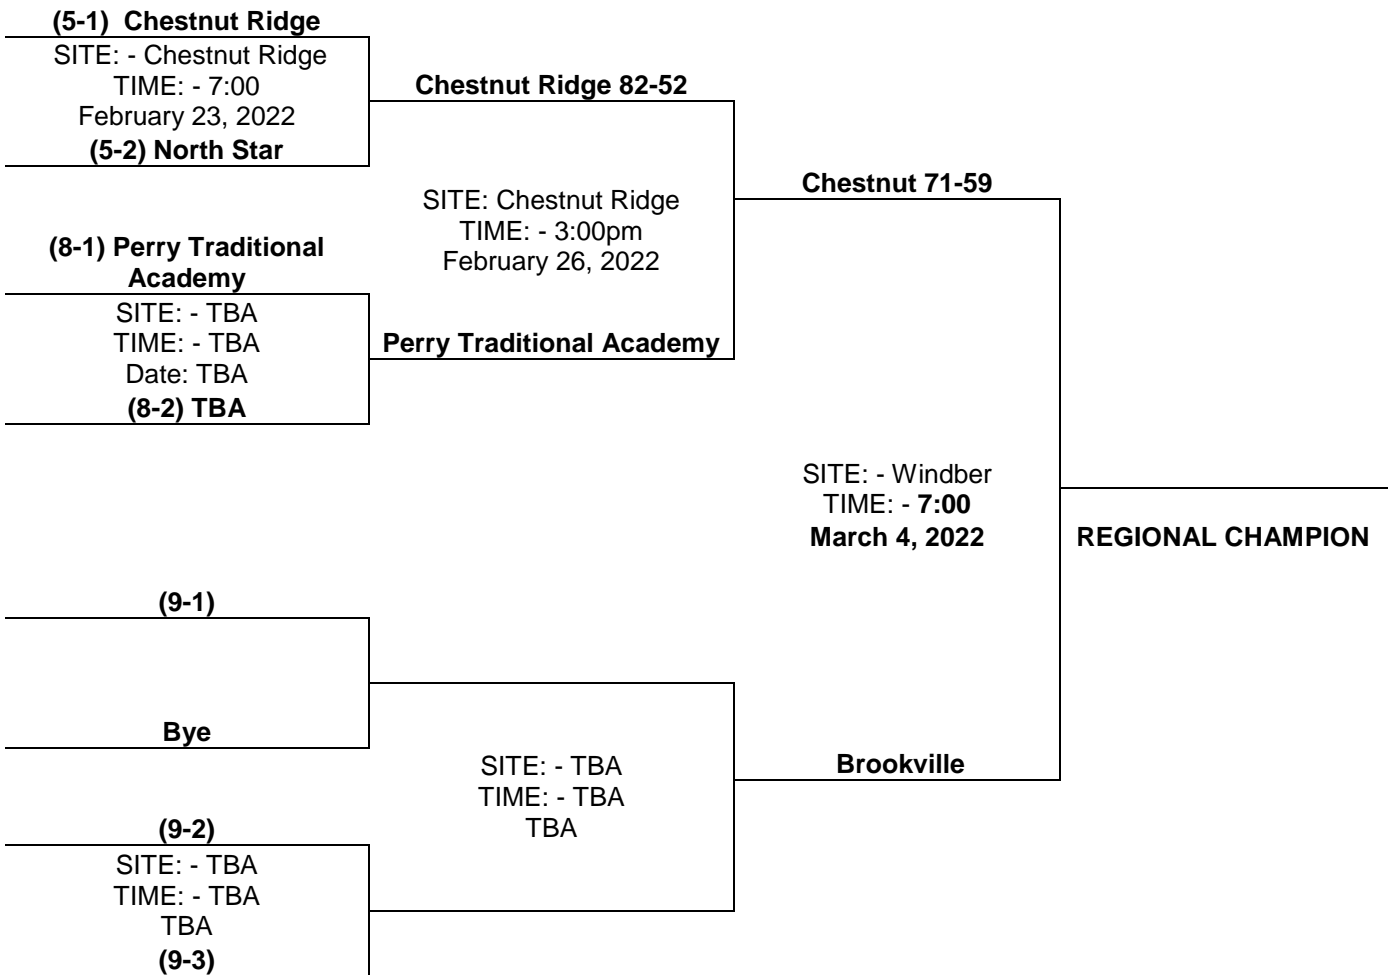 (5-1)  Chestnut Ridge
SITE: - Chestnut Ridge
TIME: - 7:00
February 23, 2022
(5-2) North Star
Chestnut Ridge 82-52
SITE: Chestnut Ridge
TIME: - 3:00pm
February 26, 2022
Chestnut 71-59
(8-1) Perry Traditional
Academy
SITE: - TBA
TIME: - TBA
Date: TBA
(8-2) TBA
Perry Traditional Academy
SITE: - Windber
TIME: - 7:00
March 4, 2022
REGIONAL CHAMPION
(9-1)
Bye
SITE: - TBA
TIME: - TBA
TBA
Brookville
(9-2)
SITE: - TBA
TIME: - TBA
TBA
(9-3)